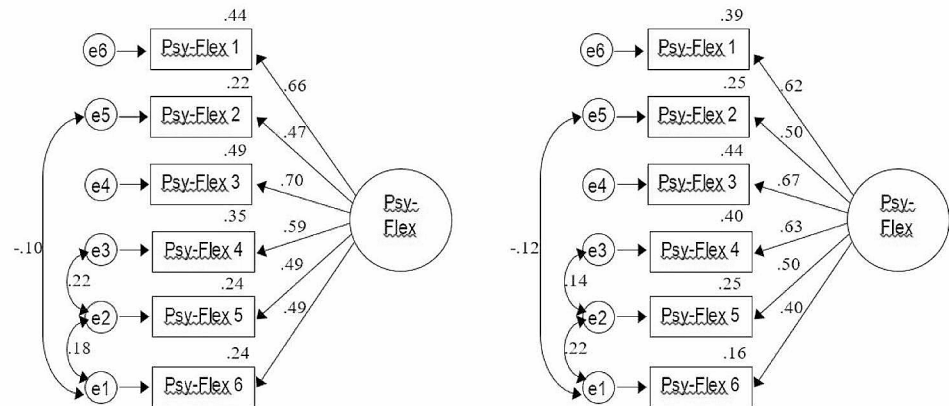 .44
e6
Psy-Flex 1
.66
.22
e5
Psy-Flex 2
.47
.49
e4
Psy-Flex 3
.70
.35
e3
Psy-Flex 4
.59
-.10
.22
.24
e2
Psy-Flex 5
.49
.18
.24
e1
Psy-Flex 6
.49
Psy-
Flex
.39
e6
Psy-Flex 1
.62
.25
e5
Psy-Flex 2
.50
.44
e4
Psy-Flex 3
.67
.40
e3
Psy-Flex 4
.63
-.12
.14
.25
e2
Psy-Flex 5
.50
.22
.16
e1
Psy-Flex 6
.40
Psy-
Flex